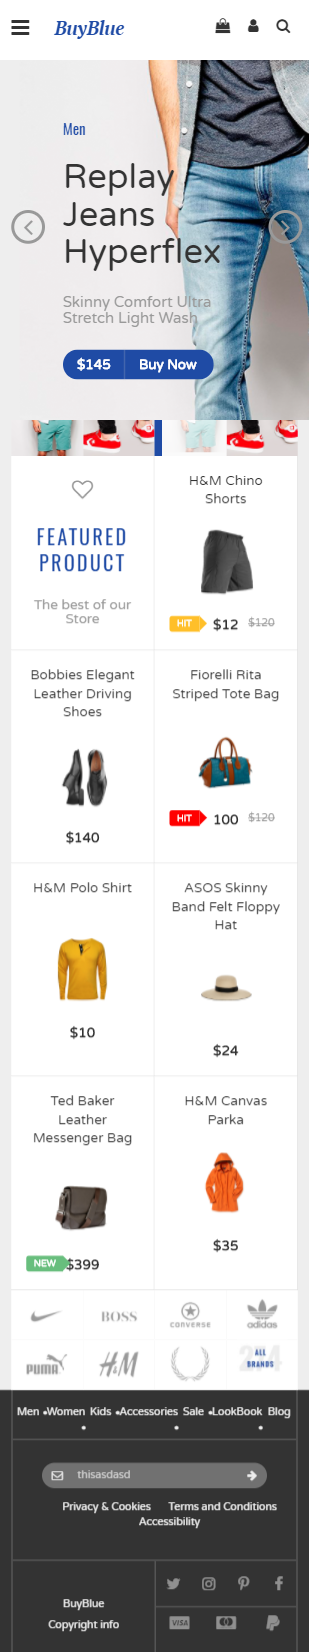 BuyBlue
Men
Replay
Jeans
Hyperflex
Skinny Comfort Ultra
Stretch Light Wash
$145 Buy Now
FEATURED
PRODUCT
The best of our
Store
H&M Chino
Shorts
HIT $12 $120
Bobbies Elegant
Leather Driving
Shoes
$140
Fiorelli Rita
Striped Tote Bag
HIT 100 $120
H&M Polo Shirt
$10
ASOS Skinny
Band Felt Floppy
Hat
$24
Ted Baker
Leather
Messenger Bag
NEW $399
H&M Canvas
Parka
$35
BOSS CONVERSE adidas
PUMA H&M ALL
BRANDS
Men •Women Kids •Accessories Sale •LookBook Blog
• • •
thisasdasd
Privacy & Cookies Terms and Conditions
Accessibility
BuyBlue
Copyright info
VISA